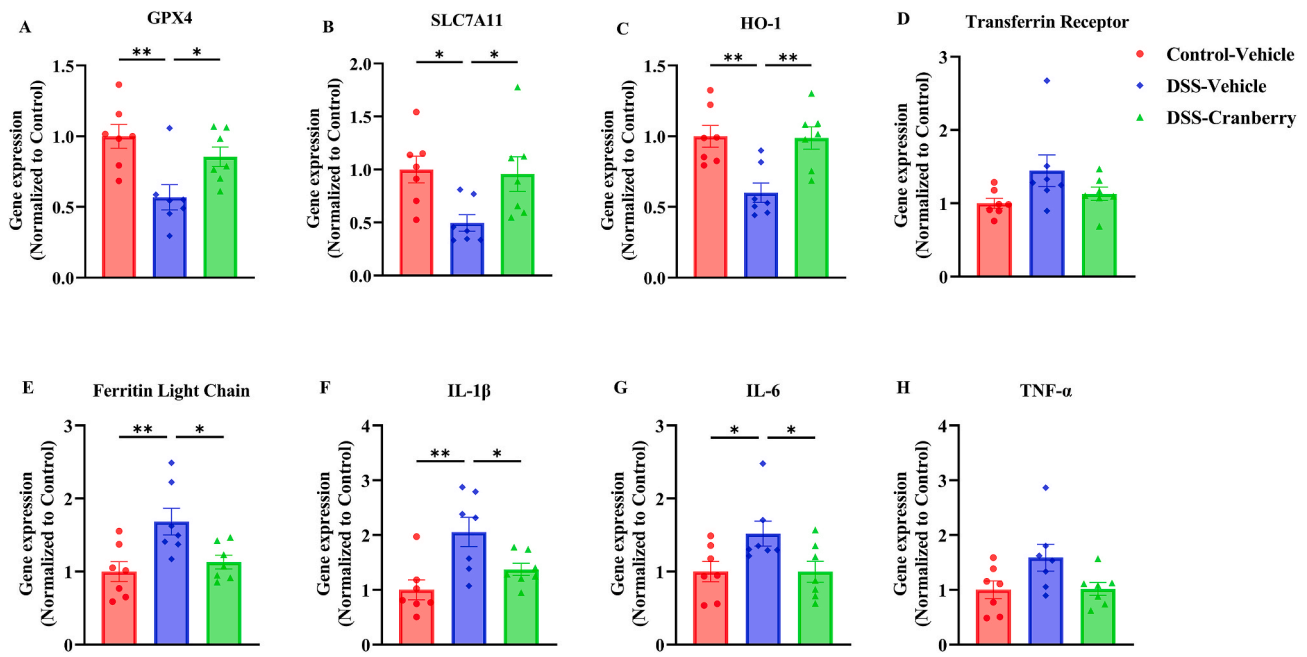 A
GPX4
** *
Gene expression
(Normalized to Control)
1.5
1.0
0.5
0.0
B
SLC7A11
* *
Gene expression
(Normalized to Control)
2.0
1.5
1.0
0.5
0.0
C
HO-1
** **
Gene expression
(Normalized to Control)
1.5
1.0
0.5
0.0
D
Transferrin Receptor
Gene expression
(Normalized to Control)
3
2
1
0
Control-Vehicle
DSS-Vehicle
DSS-Cranberry
E
Ferritin Light Chain
** *
Gene expression
(Normalized to Control)
3
2
1
0
F
IL-1β
** *
Gene expression
(Normalized to Control)
4
3
2
1
0
G
IL-6
* *
Gene expression
(Normalized to Control)
3
2
1
0
H
TNF-α
Gene expression
(Normalized to Control)
4
3
2
1
0